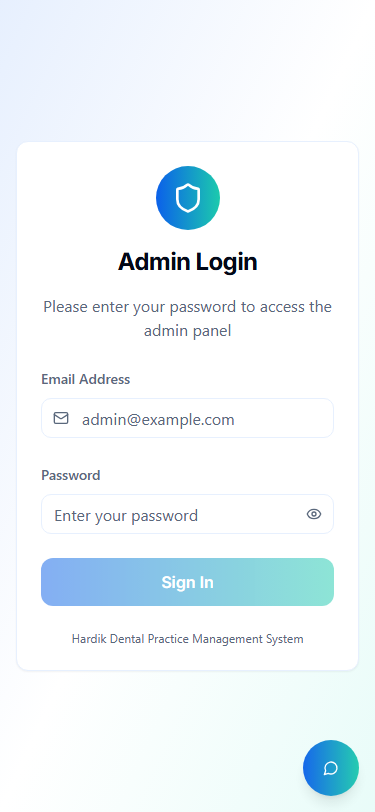 Admin Login
Please enter your password to access the
admin panel
Email Address
admin@example.com
Password
Enter your password
Sign In
Hardik Dental Practice Management System